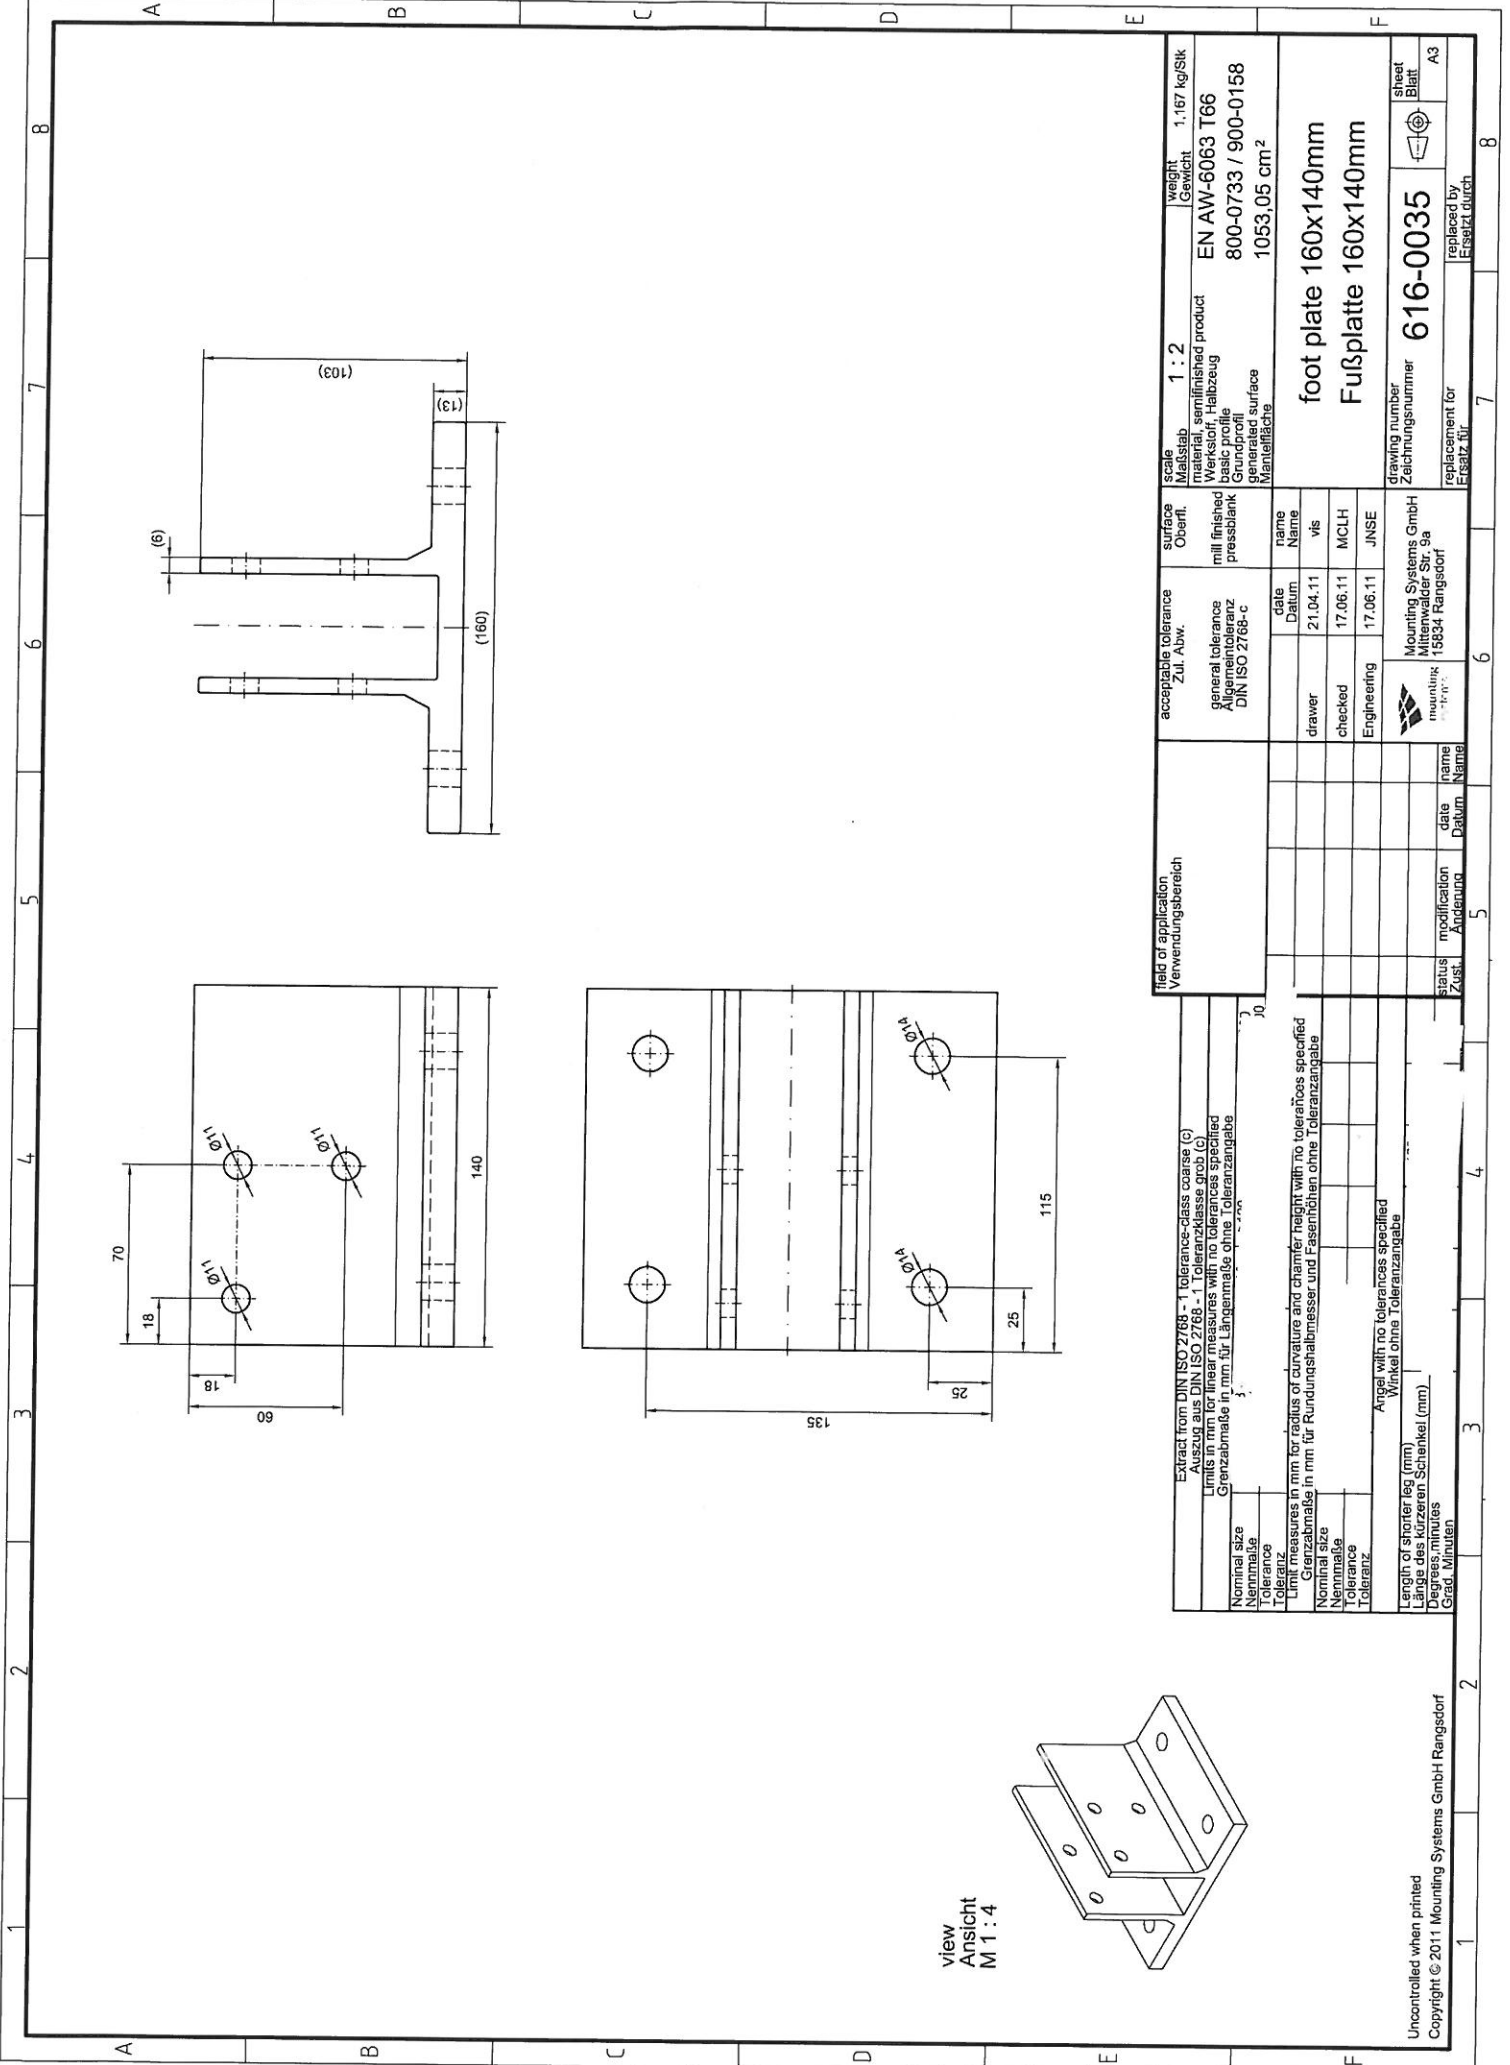 1 2 3 4 5 6 7 8
A
B
C
D
E
F
70
18
Ø11
Ø11
Ø11
18
60
140
(6)
(103)
(13)
(160)
Ø14
Ø14
135
25
25
115
view
Ansicht
M 1 : 4
Extract from DIN ISO 2768 - 1 tolerance-class coarse (c)
Auszug aus DIN ISO 2768 - 1 Toleranzklasse grob (c)
Limits in mm for linear measures with no tolerances specified
Grenzabmaße in mm für Längenmaße ohne Toleranzangabe
Nominal size
Nennmaße
Tolerance
Toleranz
Limit measures in mm for radius of curvature and chamfer height with no tolerances specified
Grenzabmaße in mm für Rundungshalbmesser und Fasenhöhen ohne Toleranzangabe
Nominal size
Nennmaße
Tolerance
Toleranz
Angel with no tolerances specified
Winkel ohne Toleranzangabe
Length of shorter leg (mm)
Länge des kürzeren Schenkel (mm)
Degrees,minutes
Grad, Minuten
field of application
Verwendungsbereich
status
Zust.
modification
Änderung
date
Datum
name
Name
acceptable tolerance
Zul. Abw.
general tolerance
Allgemeintoleranz
DIN ISO 2768-c
surface
Oberfl.
mill finished
pressblank
scale
Maßstab
1 : 2
weight
Gewicht
1,167 kg/Stk
material, semifinished product
Werkstoff, Halbzeug
EN AW-6063 T66
basic profile
Grundprofil
800-0733 / 900-0158
generated surface
Mantelfläche
1053,05 cm²
date
Datum
name
Name
drawer 21.04.11 vis
checked 17.06.11 MCLH
Engineering 17.06.11 JNSE
foot plate 160x140mm
Fußplatte 160x140mm
mounting
Mounting Systems GmbH
Mittenwalder Str. 9a
15834 Rangsdorf
drawing number
Zeichnungsnummer
616-0035
sheet
Blatt
A3
replacement for
Ersatz für
replaced by
Ersetzt durch
Uncontrolled when printed
Copyright © 2011 Mounting Systems GmbH Rangsdorf
1 2 3 4 5 6 7 8
A
B
C
D
E
F